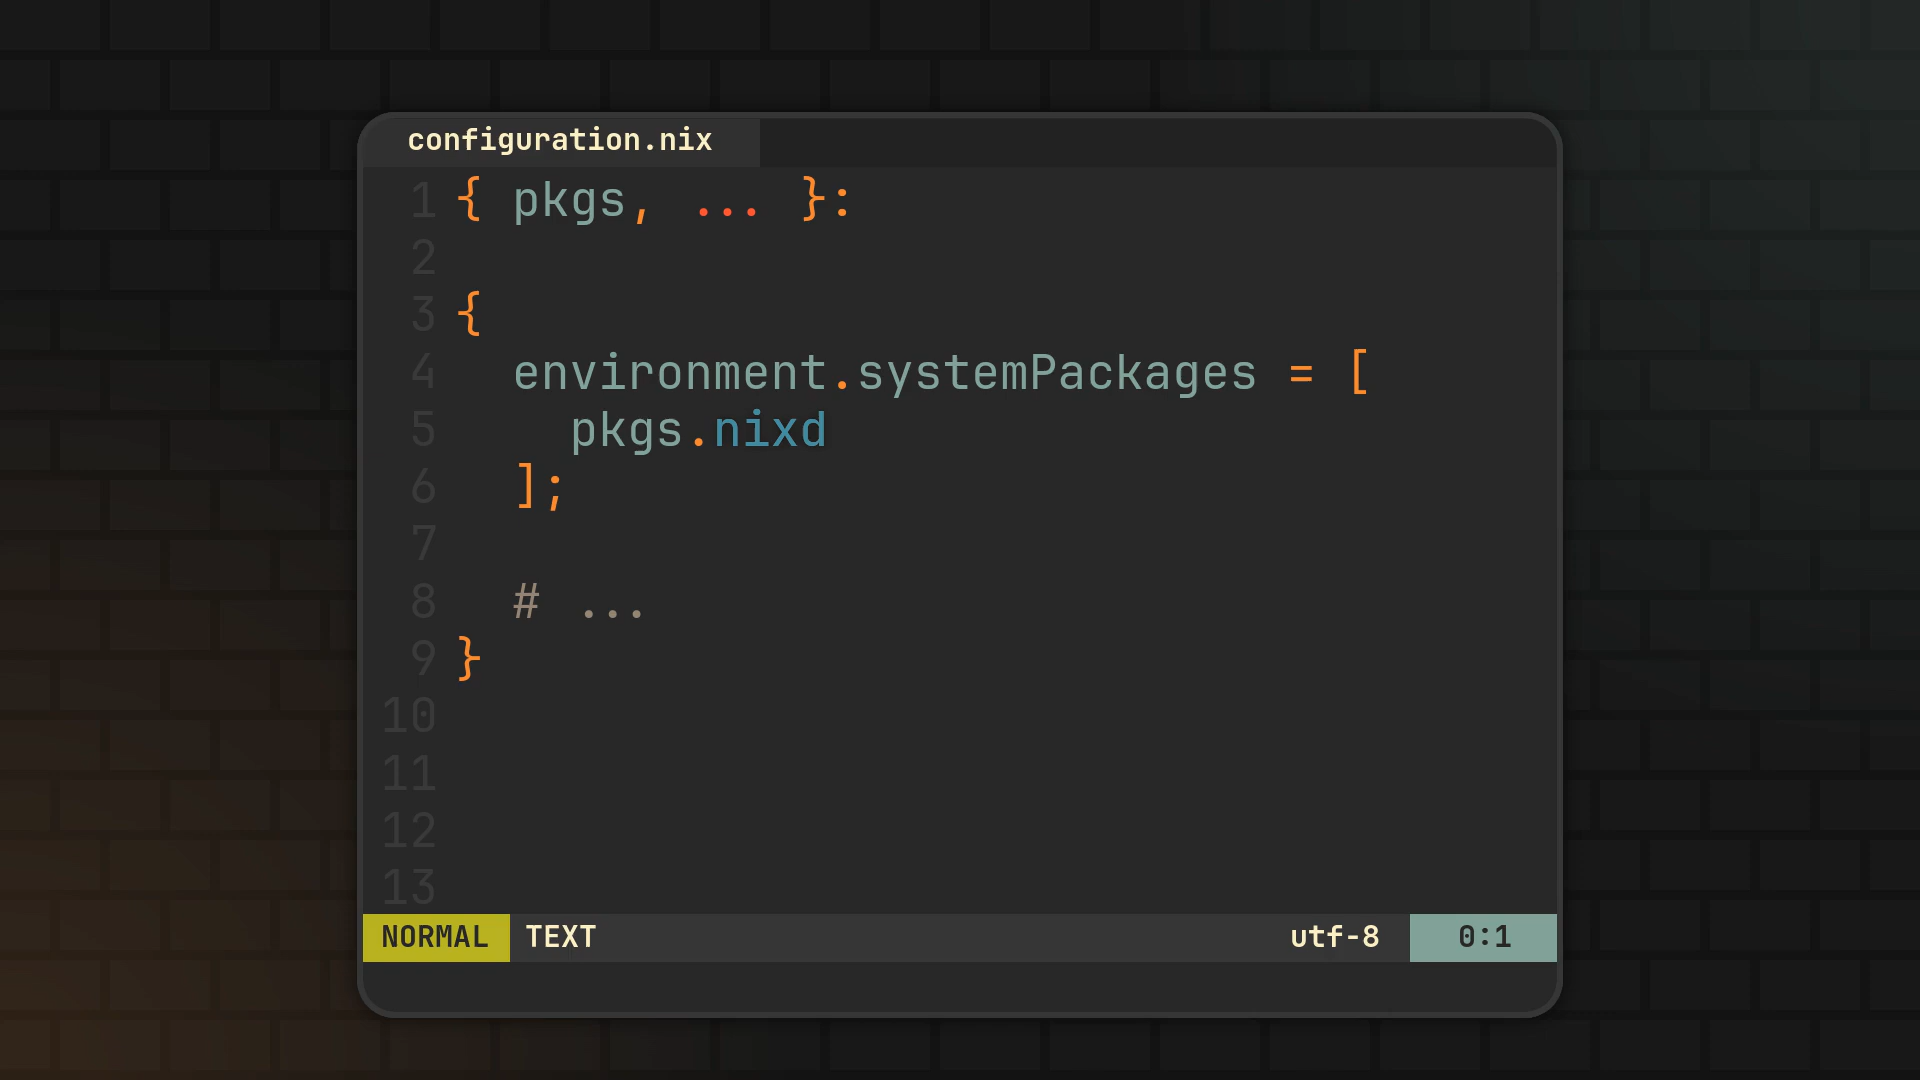 configuration.nix
1 { pkgs, ... }:
2
3 {
4   environment.systemPackages = [
5     pkgs.nixd
6   ];
7
8   # ...
9 }
10
11
12
13
NORMAL TEXT utf-8 0:1